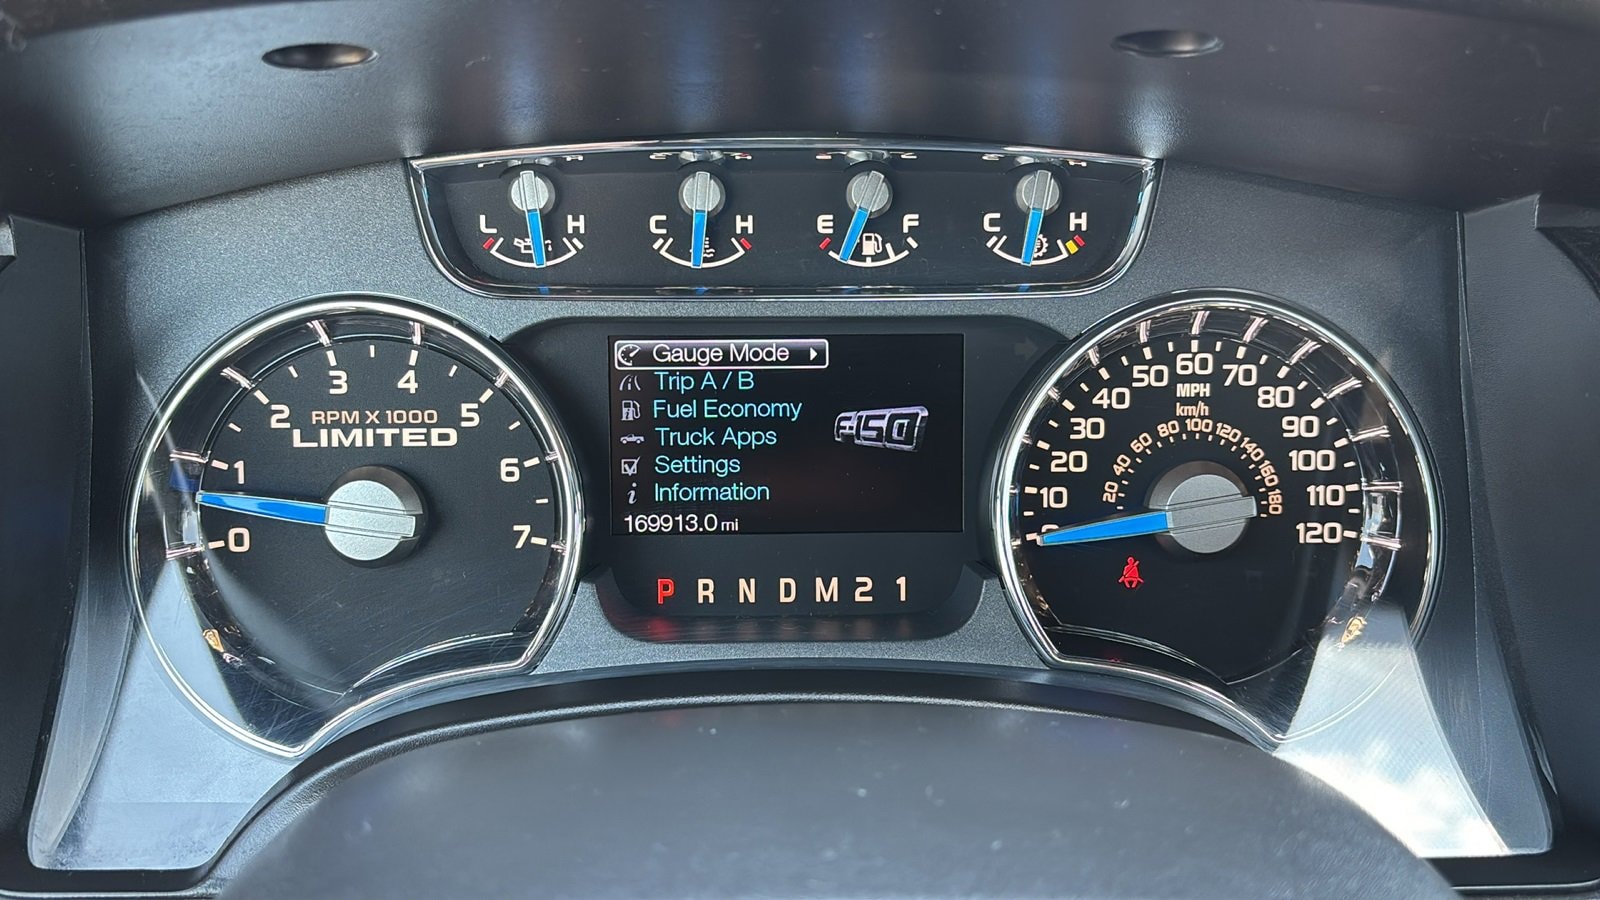 L H
C H
E F
C H
0 1 2 3 4 5 6 7
RPM X 1000
LIMITED
Gauge Mode
Trip A / B
Fuel Economy
Truck Apps
Settings
Information
169913.0 mi
F-150
P R N D M 2 1
0 10 20 30 40 50 60 70 80 90 100 110 120
MPH
km/h
20 40 60 80 100 120 140 160 180